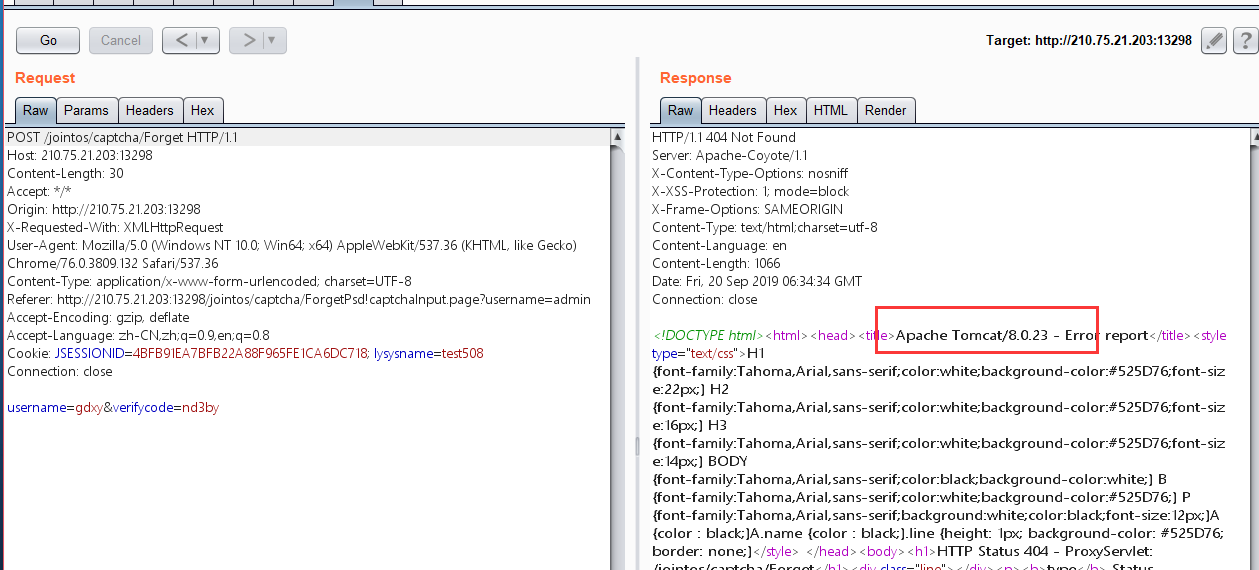 Go
Cancel
<
>
Target: http://210.75.21.203:13298
?
Request
Raw
Params
Headers
Hex
POST /jointos/captcha/Forget HTTP/1.1
Host: 210.75.21.203:13298
Content-Length: 30
Accept: */*
Origin: http://210.75.21.203:13298
X-Requested-With: XMLHttpRequest
User-Agent: Mozilla/5.0 (Windows NT 10.0; Win64; x64) AppleWebKit/537.36 (KHTML, like Gecko)
Chrome/76.0.3809.132 Safari/537.36
Content-Type: application/x-www-form-urlencoded; charset=UTF-8
Referer: http://210.75.21.203:13298/jointos/captcha/ForgetPsd!captchaInput.page?username=admin
Accept-Encoding: gzip, deflate
Accept-Language: zh-CN,zh;q=0.9,en;q=0.8
Cookie: JSESSIONID=4BFB91EA7BFB22A88F965FE1CA6DC718; lysysname=test508
Connection: close
username=gdxy&verifycode=nd3by
Response
Raw
Headers
Hex
HTML
Render
HTTP/1.1 404 Not Found
Server: Apache-Coyote/1.1
X-Content-Type-Options: nosniff
X-XSS-Protection: 1; mode=block
X-Frame-Options: SAMEORIGIN
Content-Type: text/html;charset=utf-8
Content-Language: en
Content-Length: 1066
Date: Fri, 20 Sep 2019 06:34:34 GMT
Connection: close
<!DOCTYPE html><html><head><title>Apache Tomcat/8.0.23 - Error report</title><style
type="text/css">H1
{font-family:Tahoma,Arial,sans-serif;color:white;background-color:#525D76;font-siz
e:22px;} H2
{font-family:Tahoma,Arial,sans-serif;color:white;background-color:#525D76;font-siz
e:16px;} H3
{font-family:Tahoma,Arial,sans-serif;color:white;background-color:#525D76;font-siz
e:14px;} BODY
{font-family:Tahoma,Arial,sans-serif;color:black;background-color:white;} B
{font-family:Tahoma,Arial,sans-serif;color:white;background-color:#525D76;} P
{font-family:Tahoma,Arial,sans-serif;background:white;color:black;font-size:12px;}A
{color : black;}A.name {color : black;}.line {height: 1px; background-color: #525D76;
border: none;}</style> </head><body><h1>HTTP Status 404 - ProxyServlet:
/jointos/captcha/Forget</h1><div class="line"></div><p><b>type</b> Status